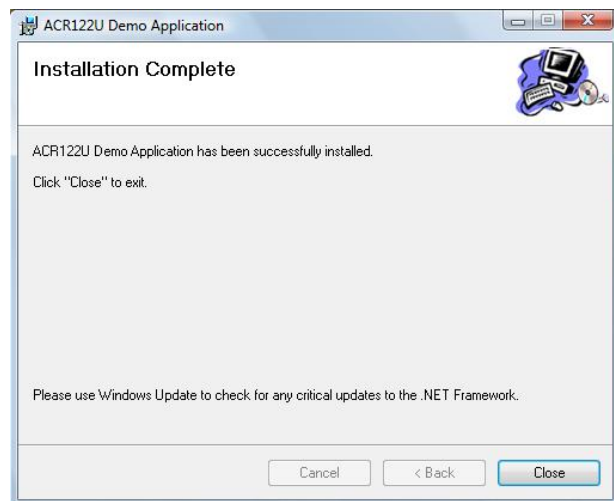 ACR122U Demo Application
Installation Complete
ACR122U Demo Application has been successfully installed.
Click "Close" to exit.
Please use Windows Update to check for any critical updates to the .NET Framework.
Cancel
< Back
Close